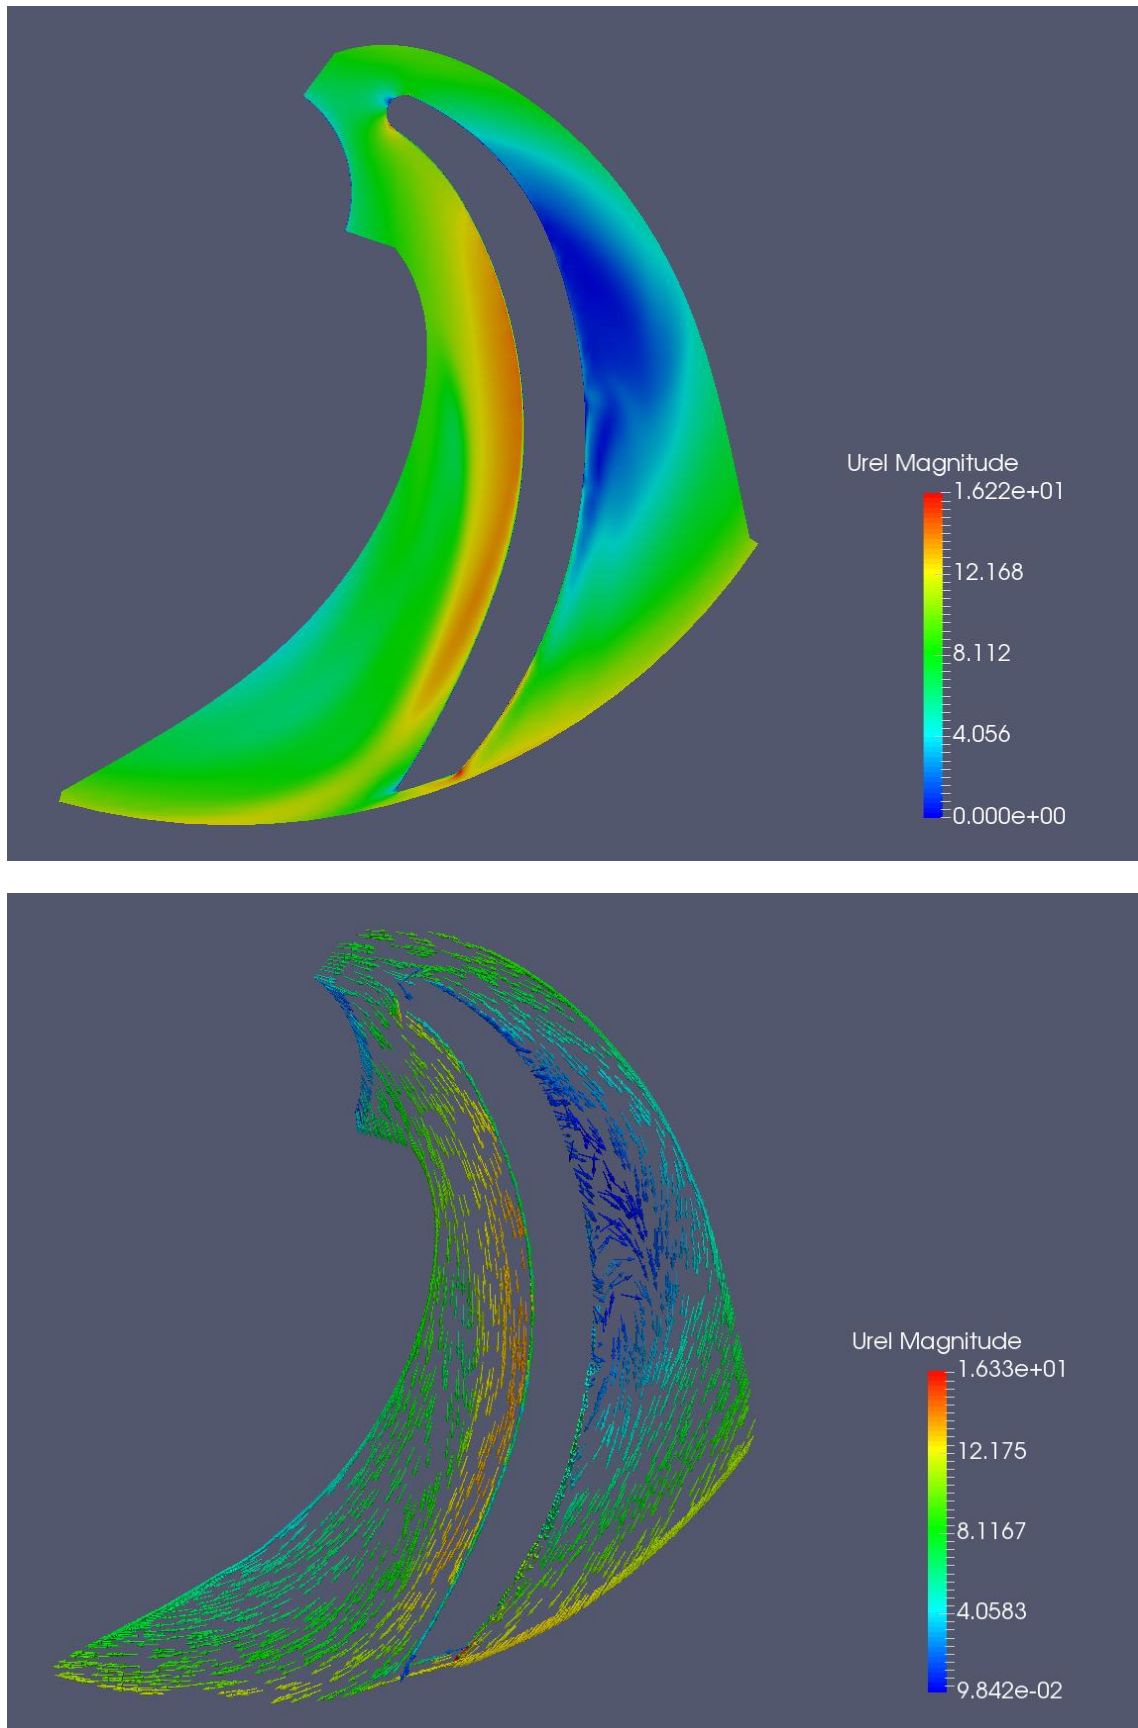 Urel Magnitude
1.622e+01
12.168
8.112
4.056
0.000e+00
Urel Magnitude
1.633e+01
12.175
8.1167
4.0583
9.842e-02